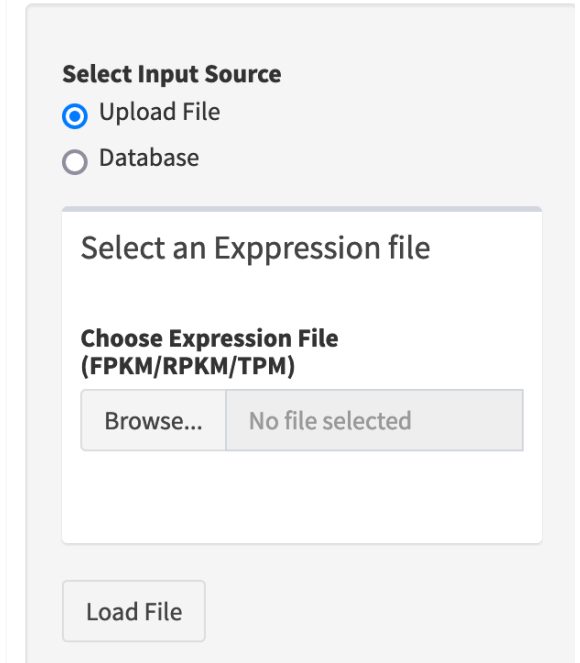 Select Input Source
Upload File
Database
Select an Exppression file
Choose Expression File
(FPKM/RPKM/TPM)
Browse... No file selected
Load File